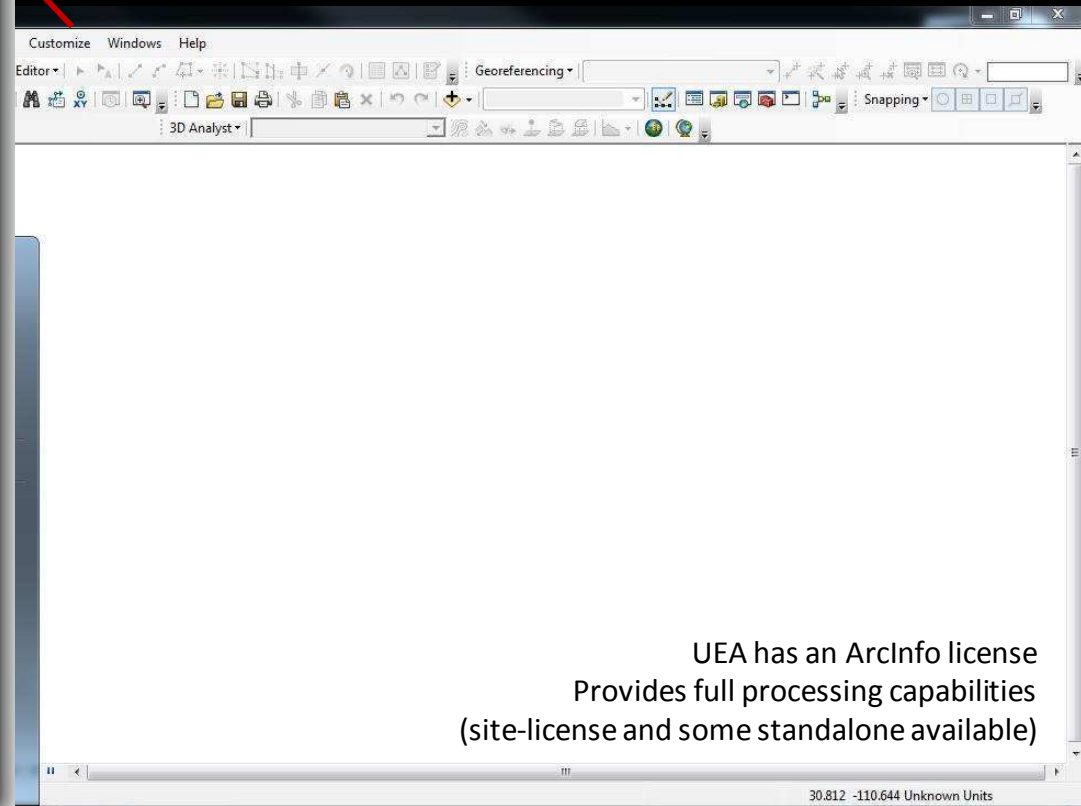 Customize Windows Help
Editor Georeferencing
Snapping
3D Analyst
UEA has an ArcInfo license
Provides full processing capabilities
(site-license and some standalone available)
30.812 -110.644 Unknown Units